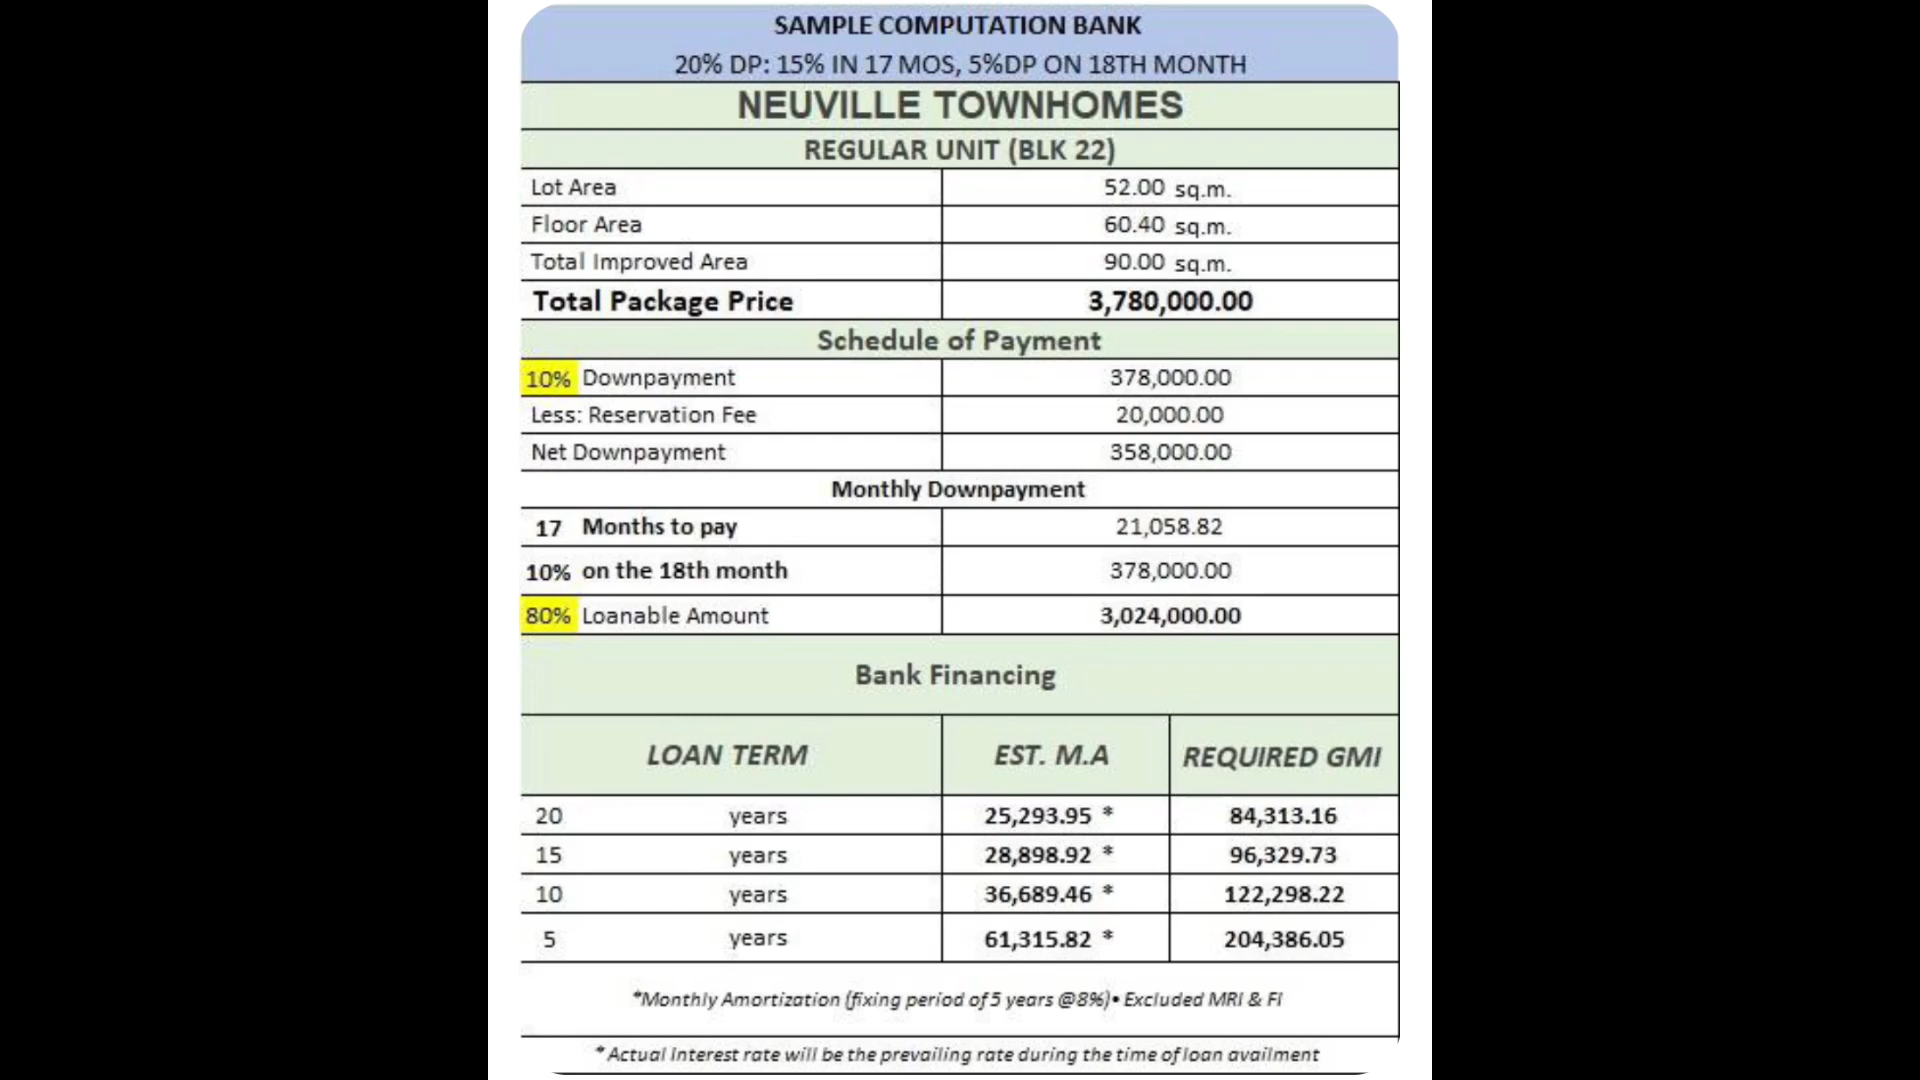 SAMPLE COMPUTATION BANK
20% DP: 15% IN 17 MOS, 5%DP ON 18TH MONTH
NEUVILLE TOWNHOMES
REGULAR UNIT (BLK 22)
Lot Area 52.00 sq.m.
Floor Area 60.40 sq.m.
Total Improved Area 90.00 sq.m.
Total Package Price 3,780,000.00
Schedule of Payment
10% Downpayment 378,000.00
Less: Reservation Fee 20,000.00
Net Downpayment 358,000.00
Monthly Downpayment
17 Months to pay 21,058.82
10% on the 18th month 378,000.00
80% Loanable Amount 3,024,000.00
Bank Financing
LOAN TERM EST. M.A REQUIRED GMI
20 years 25,293.95 * 84,313.16
15 years 28,898.92 * 96,329.73
10 years 36,689.46 * 122,298.22
5 years 61,315.82 * 204,386.05
*Monthly Amortization (fixing period of 5 years @8%)• Excluded MRI & FI
*Actual Interest rate will be the prevailing rate during the time of loan availment